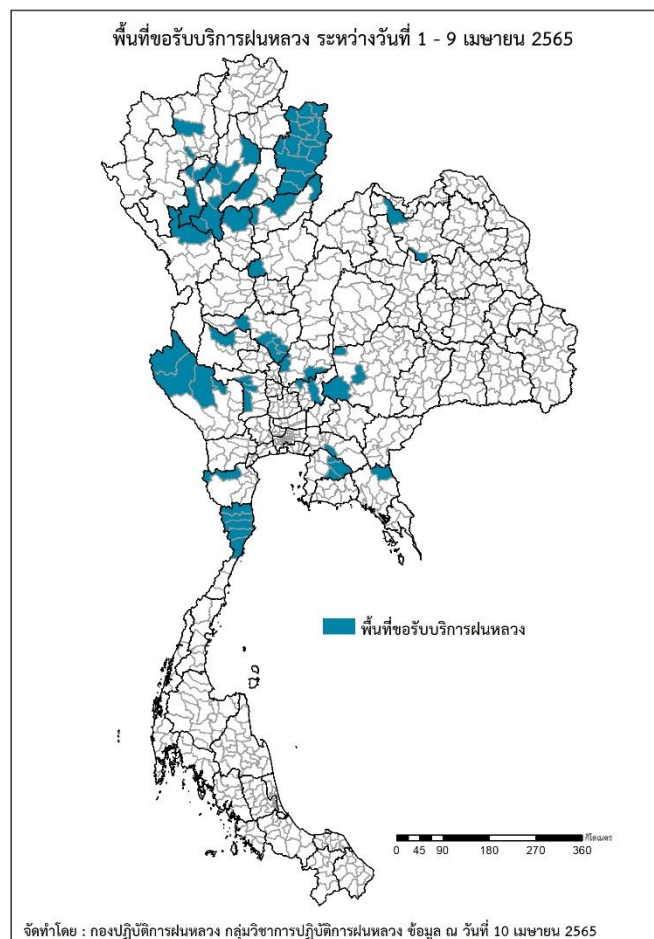 พื้นที่ขอรับบริการฝนหลวง ระหว่างวันที่ 1 - 9 เมษายน 2565
พื้นที่ขอรับบริการฝนหลวง
กิโลเมตร
0 45 90 180 270 360
จัดทำโดย : กองปฏิบัติการฝนหลวง กลุ่มวิชาการปฏิบัติการฝนหลวง ข้อมูล ณ วันที่ 10 เมษายน 2565